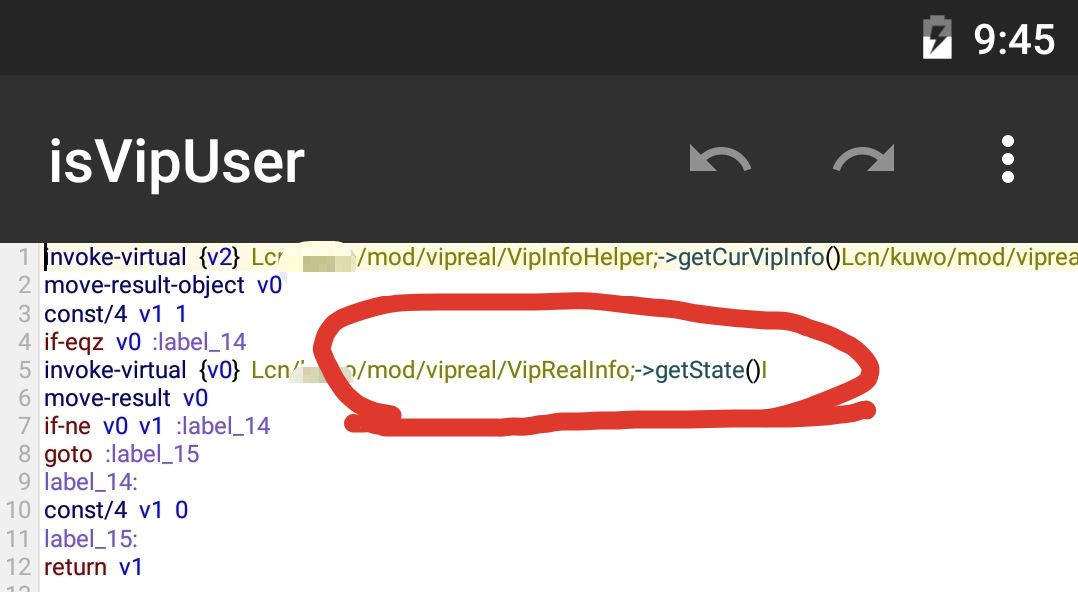 9:45
isVipUser
1 invoke-virtual {v2} Lcn /mod/vipreal/VipInfoHelper;->getCurVipInfo()Lcn/kuwo/mod/viprea
2 move-result-object v0
3 const/4 v1 1
4 if-eqz v0 :label_14
5 invoke-virtual {v0} Lcn/ o/mod/vipreal/VipRealInfo;->getState()I
6 move-result v0
7 if-ne v0 v1 :label_14
8 goto :label_15
9 label_14:
10 const/4 v1 0
11 label_15:
12 return v1